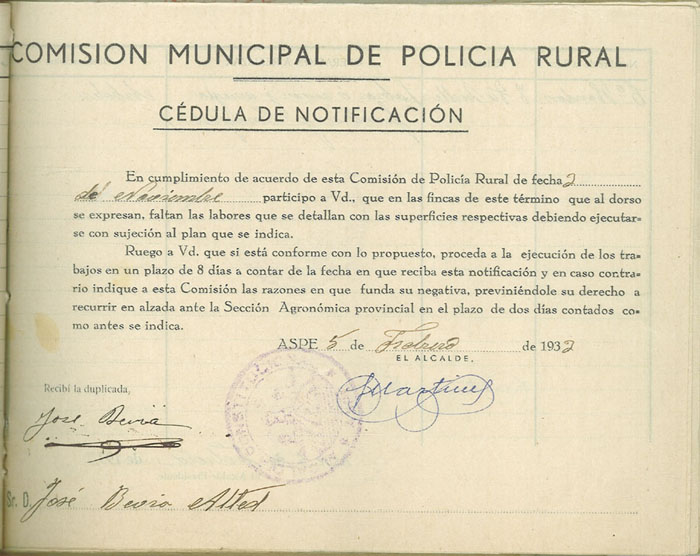 COMISION MUNICIPAL DE POLICIA RURAL
CÉDULA DE NOTIFICACIÓN
En cumplimiento de acuerdo de esta Comisión de Policía Rural de fecha 2
de Noviembre participo a Vd., que en las fincas de este término que al dorso
se expresan, faltan las labores que se detallan con las superficies respectivas debiendo ejecutar-
se con sujeción al plan que se indica.
Ruego a Vd. que si está conforme con lo propuesto, proceda a la ejecución de los tra-
bajos en un plazo de 8 días a contar de la fecha en que reciba esta notificación y en caso contra-
rio indique a esta Comisión las razones en que funda su negativa, previniéndole su derecho a
recurrir en alzada ante la Sección Agronómica provincial en el plazo de dos días contados co-
mo antes se indica.
ASPE 5 de Febrero de 1932
EL ALCALDE,
Recibí la duplicada,
JMartinez
José
Sr. D. José Alted